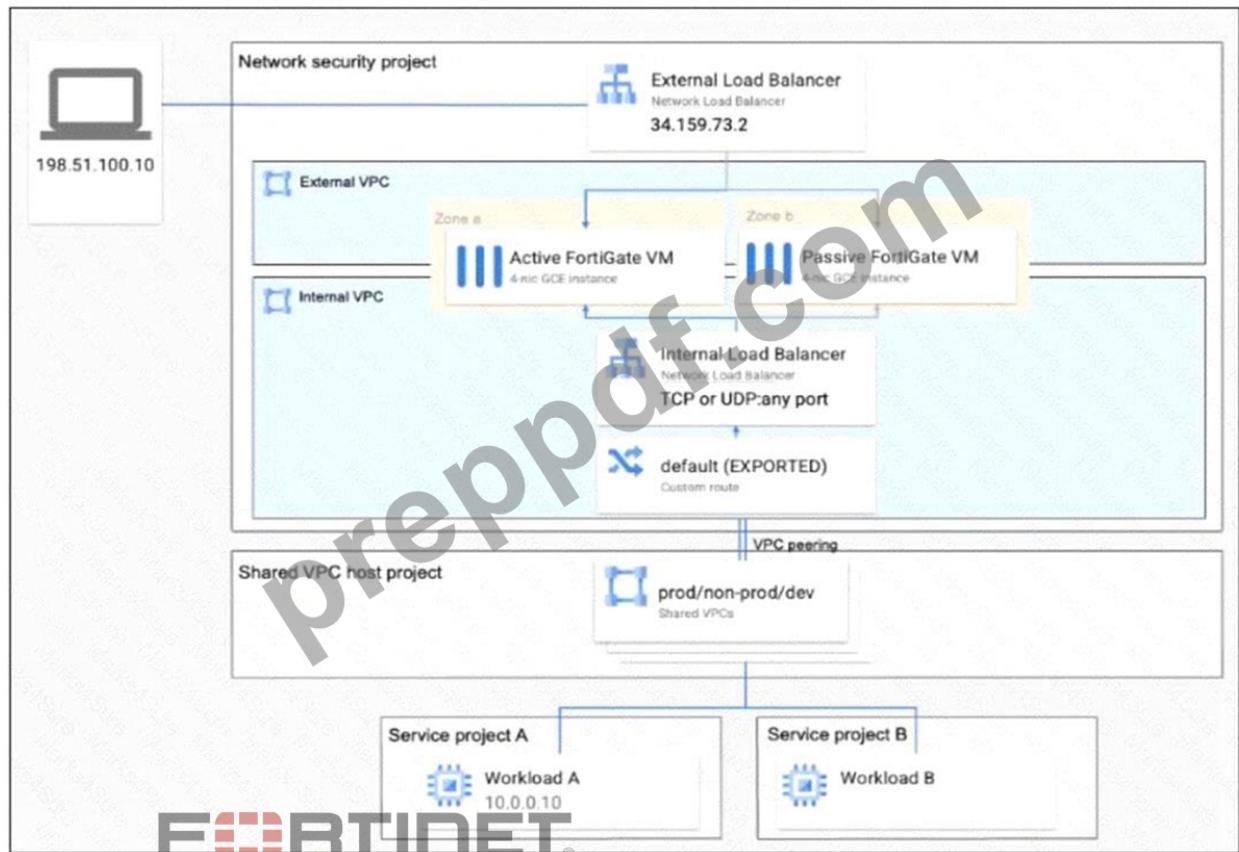 Network security project
External Load Balancer
Network Load Balancer
34.159.73.2
198.51.100.10
External VPC
Zone a
Zone b
Active FortiGate VM
4-nic GCE instance
Passive FortiGate VM
4-nic GCE instance
Internal VPC
Internal Load Balancer
Network Load Balancer
TCP or UDP:any port
default (EXPORTED)
Custom route
VPC peering
Shared VPC host project
prod/non-prod/dev
Shared VPCs
Service project A
Service project B
Workload A
10.0.0.10
Workload B
FORTINET
preppdf.com